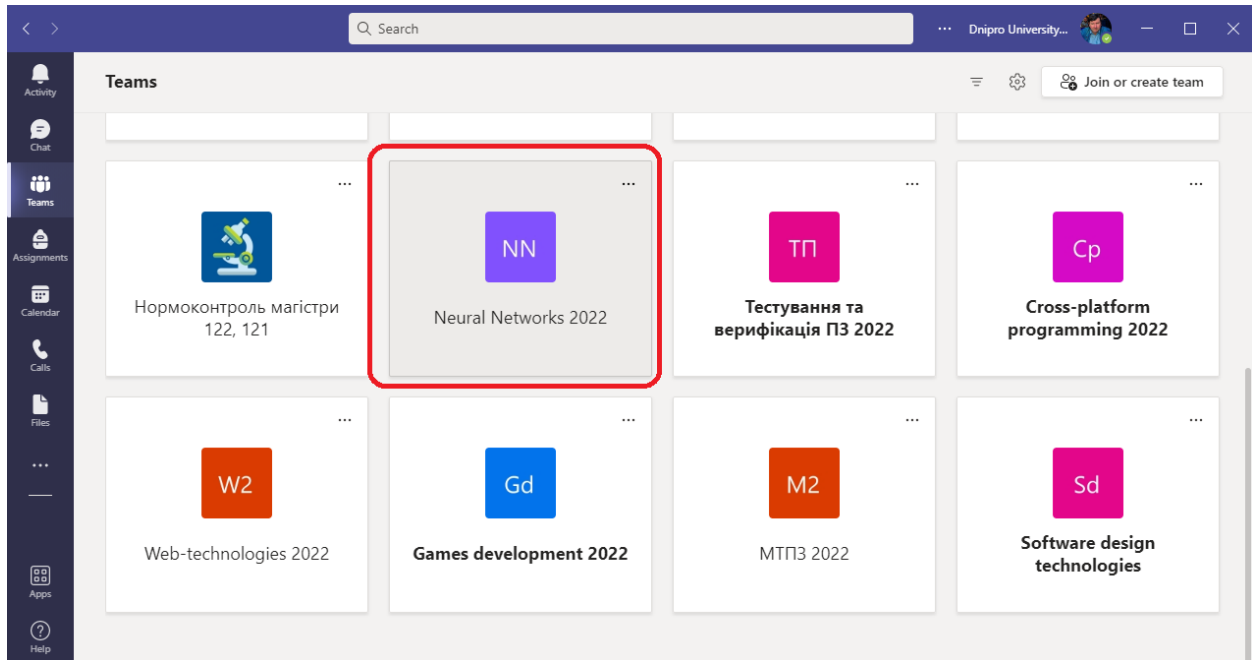 Search
... Dnipro University...
Activity
Chat
Teams
Assignments
Calendar
Calls
Files
Apps
Help
Teams
Join or create team
Нормоконтроль магістри
122, 121
NN
Neural Networks 2022
ТП
Тестування та
верифікація ПЗ 2022
Cp
Cross-platform
programming 2022
W2
Web-technologies 2022
Gd
Games development 2022
М2
МТПЗ 2022
Sd
Software design
technologies